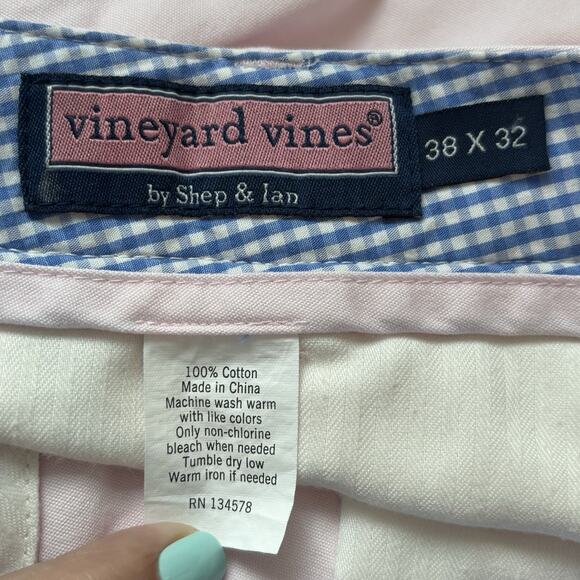 vineyard vines®
by Shep & Ian
38 X 32
100% Cotton
Made in China
Machine wash warm
with like colors
Only non-chlorine
bleach when needed
Tumble dry low
Warm iron if needed
RN 134578